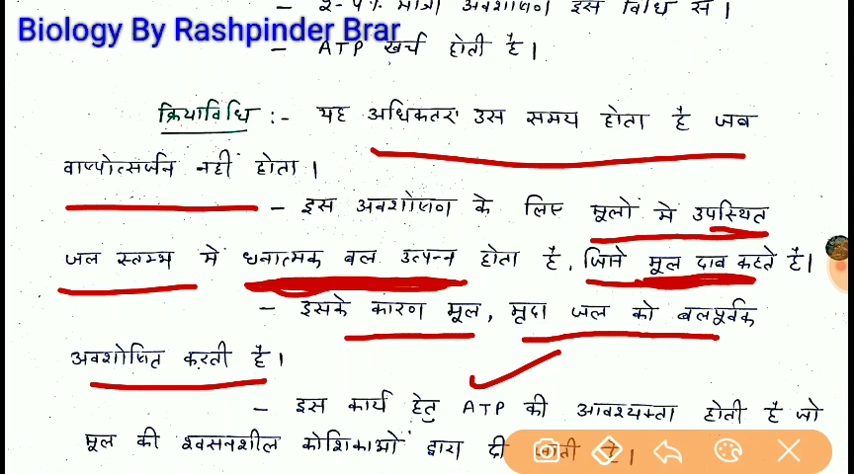 - 2-4% मात्रा अवशोषण इस विधि से।
Biology By Rashpinder Brar
- ATP खर्च होती है।
क्रियाविधि :- यह अधिकतर उस समय होता है जब
वाष्पोत्सर्जन नहीं होता।
- इस अवशोषण के लिए मूलों मे उपस्थित
जल स्तम्भ में धनात्मक बल उत्पन्न होता है, जिसे मूल दाब कहते है।
- इसके कारण मूल, मृदा जल को बलपूर्वक
अवशोषित करती है।
- इस कार्य हेतु ATP की आवश्यक्ता होती है जो
मूल की श्वसनशील कोशिकाओं द्वारा दी जाती है।